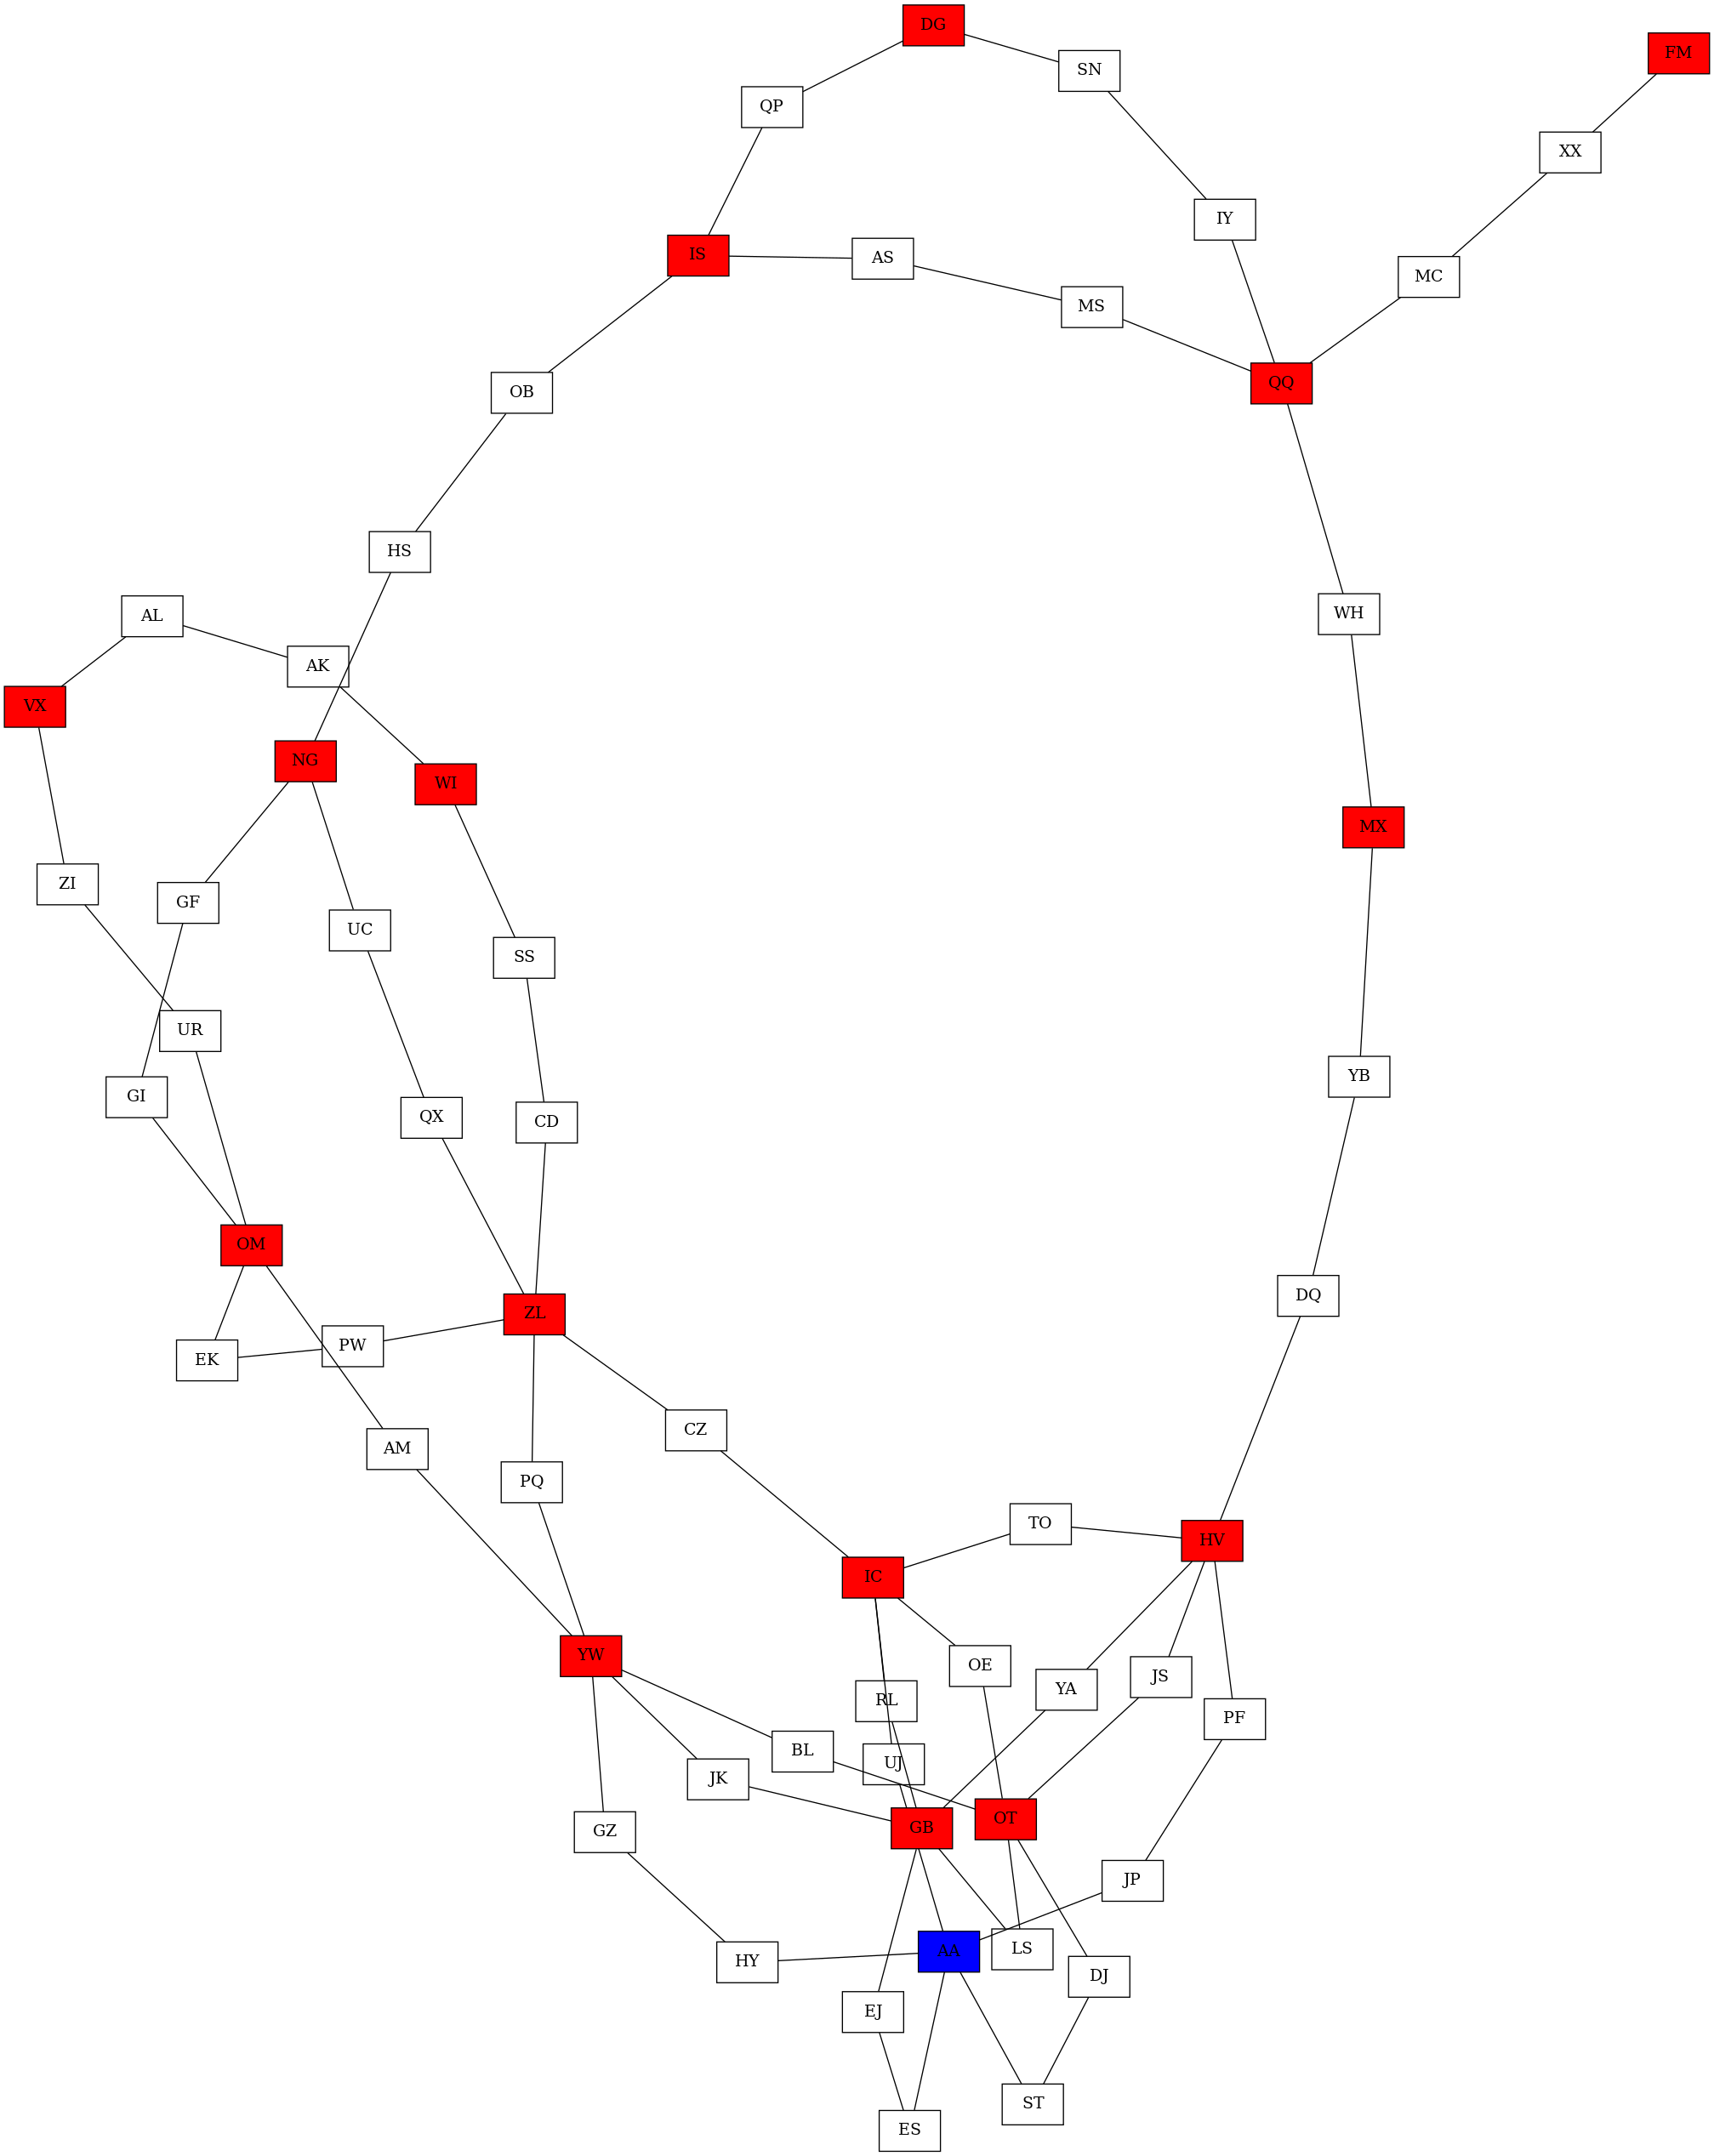 DG
FM
SN
QP
XX
IY
IS
AS
MC
MS
QQ
OB
HS
AL
WH
AK
VX
NG
WI
MX
ZI
GF
UC
SS
UR
YB
GI
QX
CD
OM
DQ
ZL
PW
EK
CZ
AM
PQ
TO
HV
IC
YW
OE
JS
YA
RL
PF
BL
UJ
JK
OT
GB
GZ
JP
LS
AA
HY
DJ
EJ
ST
ES